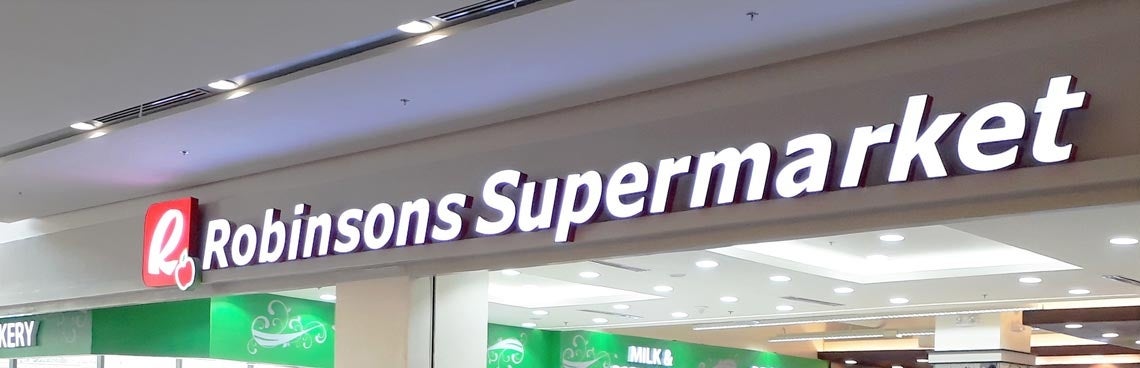 R Robinsons Supermarket
KERY
MILK &